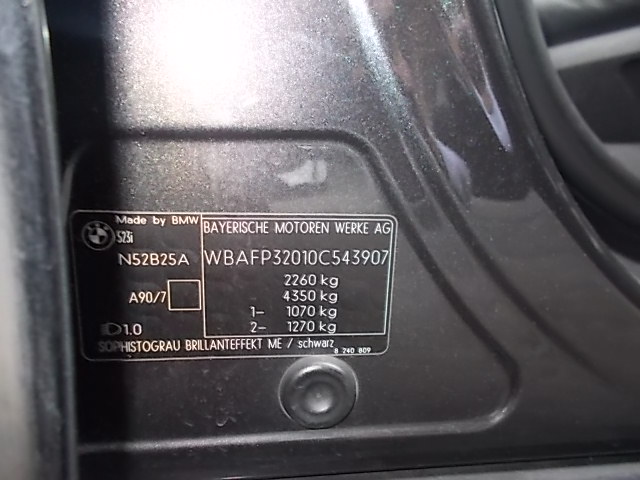 Made by BMW
BMW
523i
BAYERISCHE MOTOREN WERKE AG
N52B25A
WBAFP32010C543907
2260 kg
A90/7
4350 kg
1– 1070 kg
1.0
2– 1270 kg
SOPHISTOGRAU BRILLANTEFFEKT ME / schwarz
8 240 809